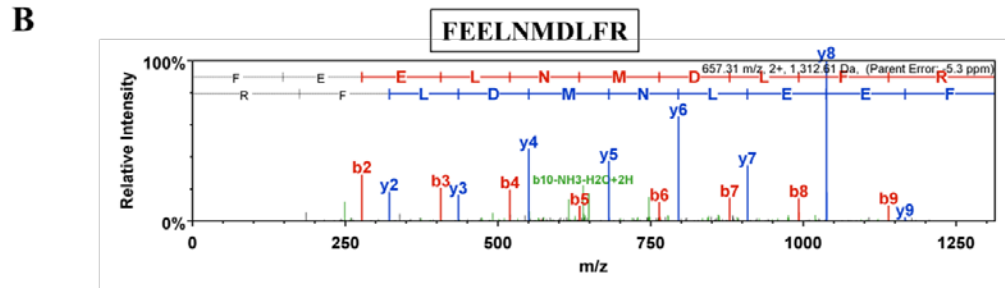 B
FEELNMDLFR
y8
100%
657.31 m/z, 2+, 1,312.61 Da, (Parent Error: -5.3 ppm)
F E E L N M D L F R
R F L D M N L E E F
y6
y4
y5
y7
b2
b10-NH3-H2O+2H
y2
b3
y3
b4
b5
b6
b7
b8
b9
y9
0%
0 250 500 750 1000 1250
m/z
Relative Intensity